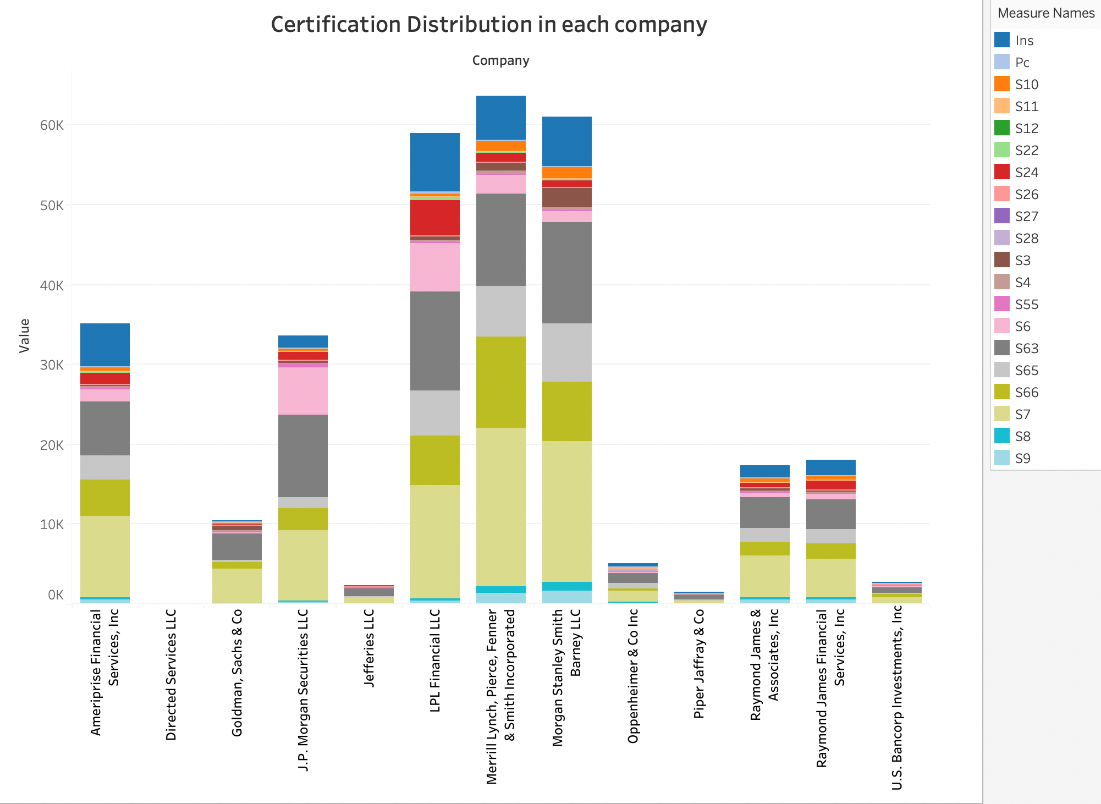 Certification Distribution in each company
Company
Value
60K
50K
40K
30K
20K
10K
0K
Ameriprise Financial
Services, Inc
Directed Services LLC
Goldman, Sachs & Co
J.P. Morgan Securities LLC
Jefferies LLC
LPL Financial LLC
Merrill Lynch, Pierce, Fenner
& Smith Incorporated
Morgan Stanley Smith
Barney LLC
Oppenheimer & Co Inc
Piper Jaffray & Co
Raymond James &
Associates, Inc
Raymond James Financial
Services, Inc
U.S. Bancorp Investments, Inc
Measure Names
Ins
Pc
S10
S11
S12
S22
S24
S26
S27
S28
S3
S4
S55
S6
S63
S65
S66
S7
S8
S9